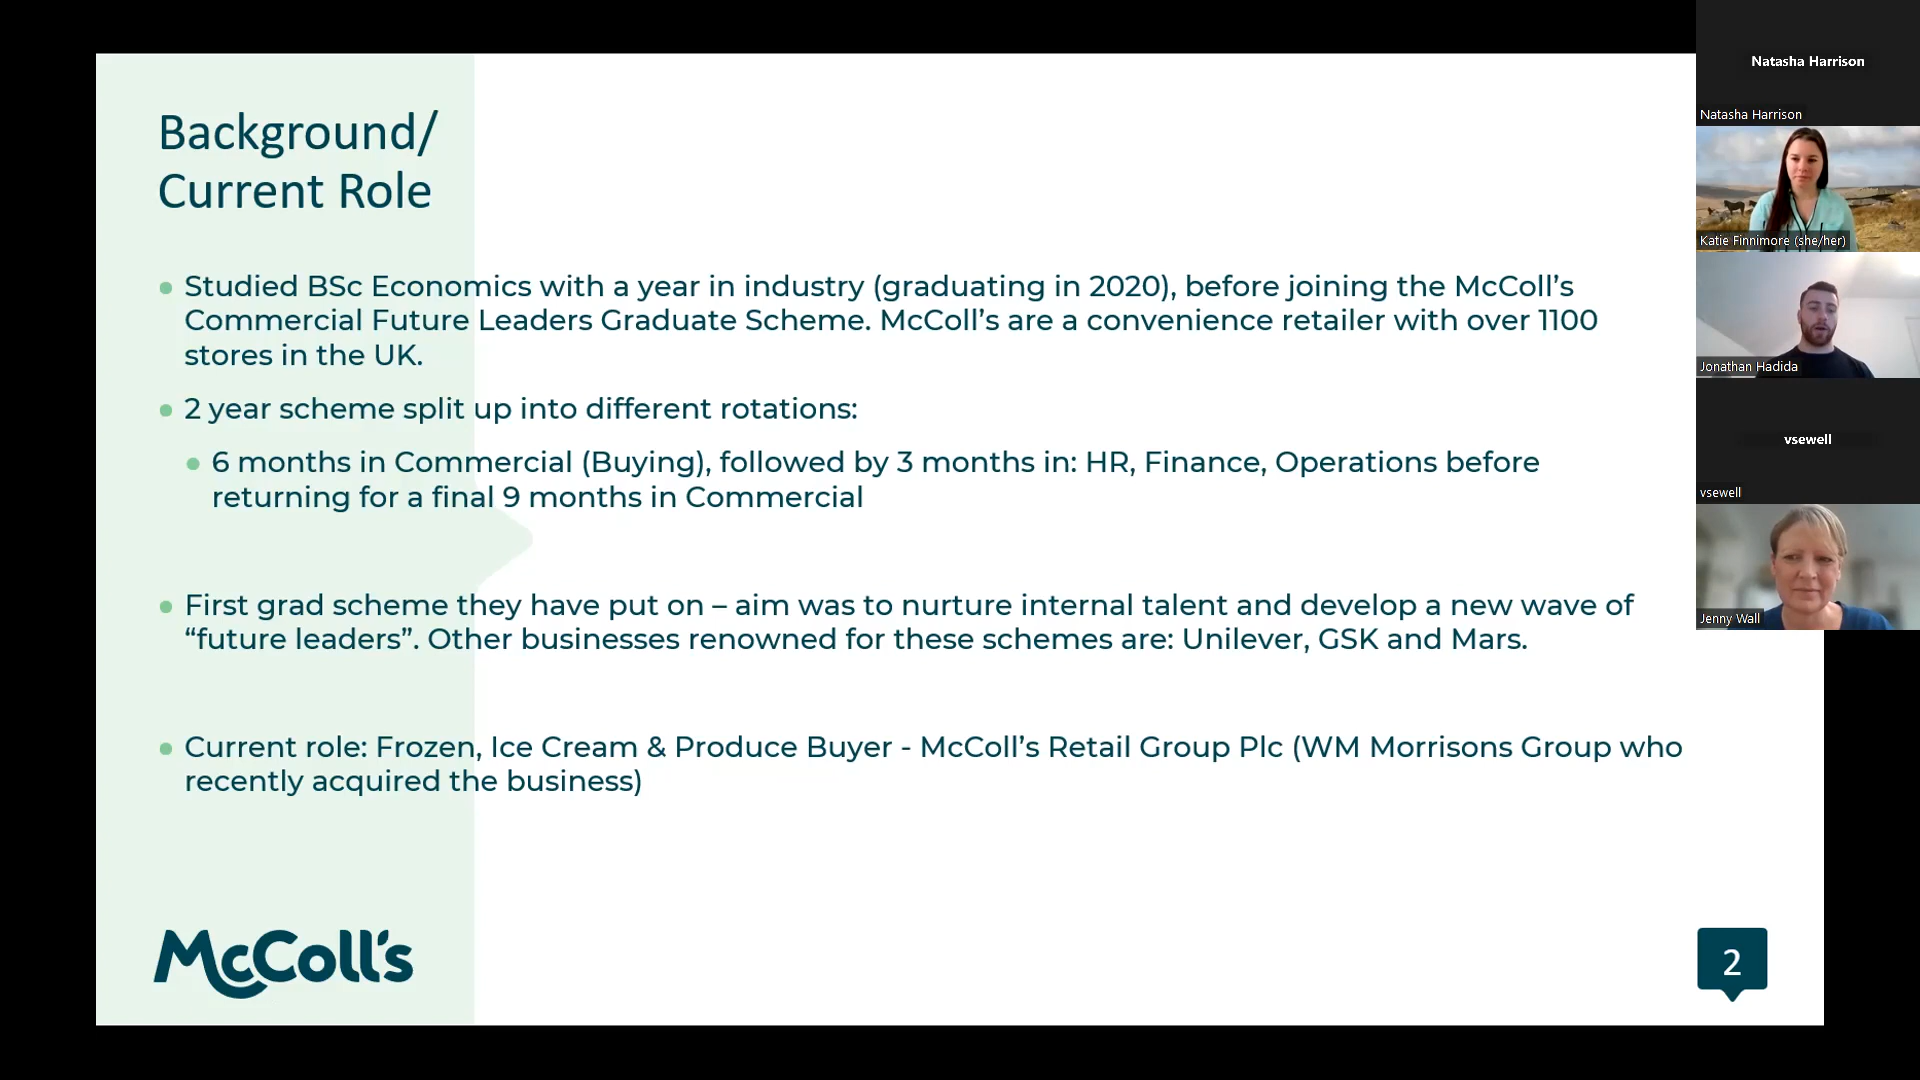 Background/
Current Role
Studied BSc Economics with a year in industry (graduating in 2020), before joining the McColl’s
Commercial Future Leaders Graduate Scheme. McColl’s are a convenience retailer with over 1100
stores in the UK.
2 year scheme split up into different rotations:
6 months in Commercial (Buying), followed by 3 months in: HR, Finance, Operations before
returning for a final 9 months in Commercial
First grad scheme they have put on – aim was to nurture internal talent and develop a new wave of
“future leaders”. Other businesses renowned for these schemes are: Unilever, GSK and Mars.
Current role: Frozen, Ice Cream & Produce Buyer - McColl’s Retail Group Plc (WM Morrisons Group who
recently acquired the business)
McColl's
2
Natasha Harrison
Natasha Harrison
Katie Finnimore (she/her)
Jonathan Hadida
vsewell
vsewell
Jenny Wall